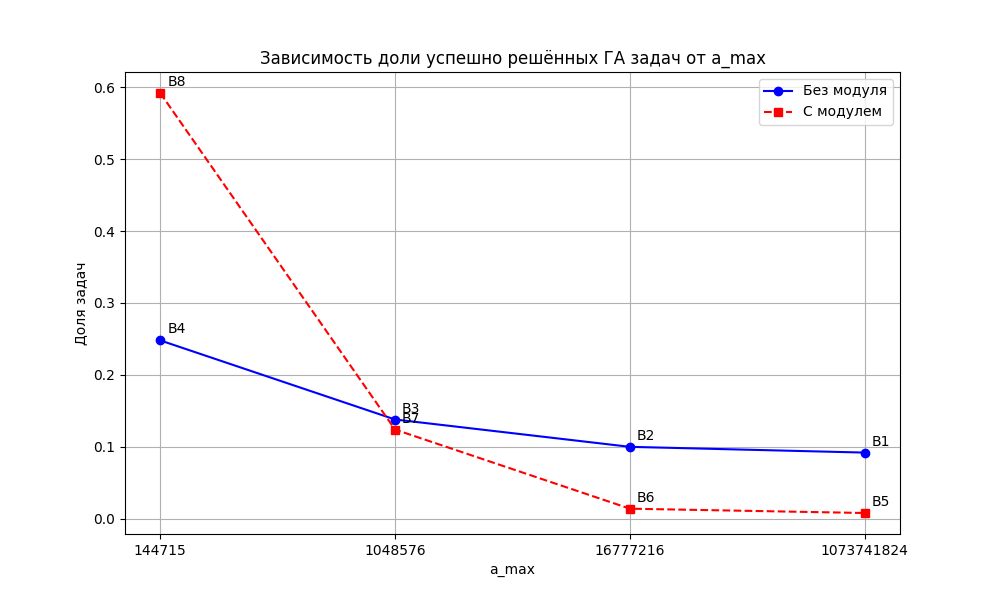 Зависимость доли успешно решённых ГА задач от a_max
Без модуля
С модулем
Доля задач
0.6
0.5
0.4
0.3
0.2
0.1
0.0
B8
B4
B3
B7
B2
B1
B6
B5
144715
1048576
16777216
1073741824
a_max